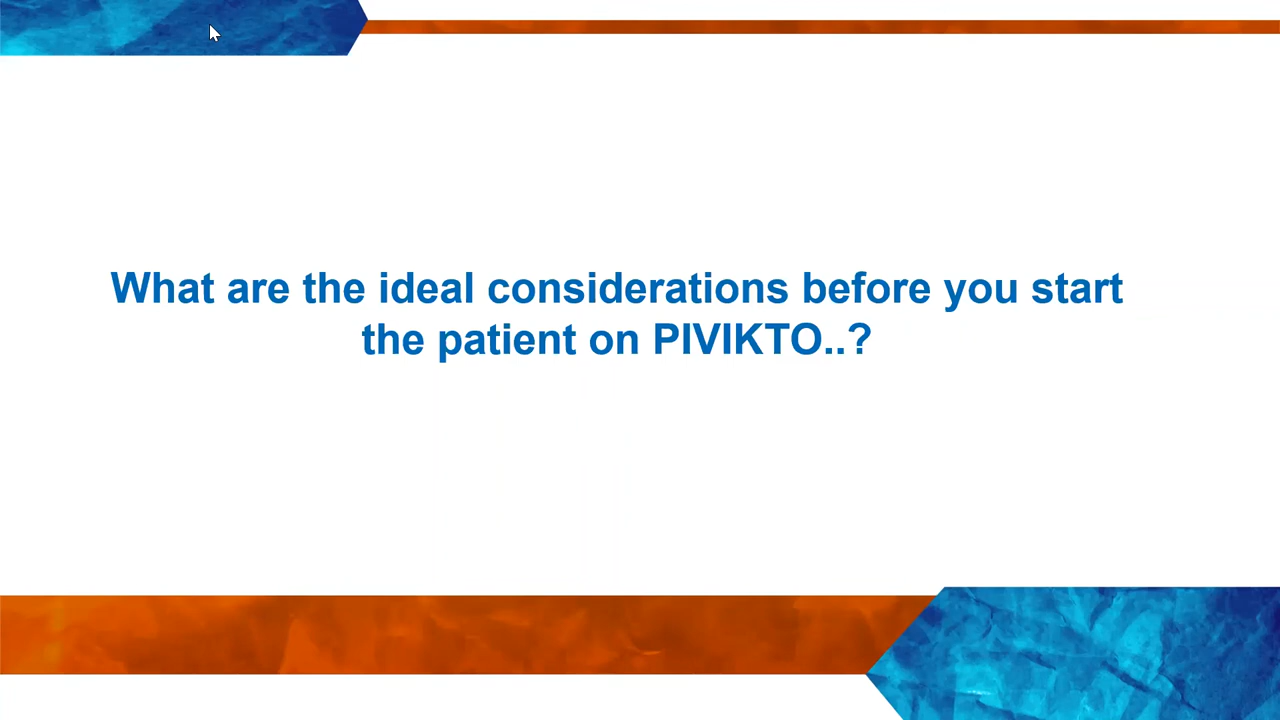 What are the ideal considerations before you start
the patient on PIVIKTO..?